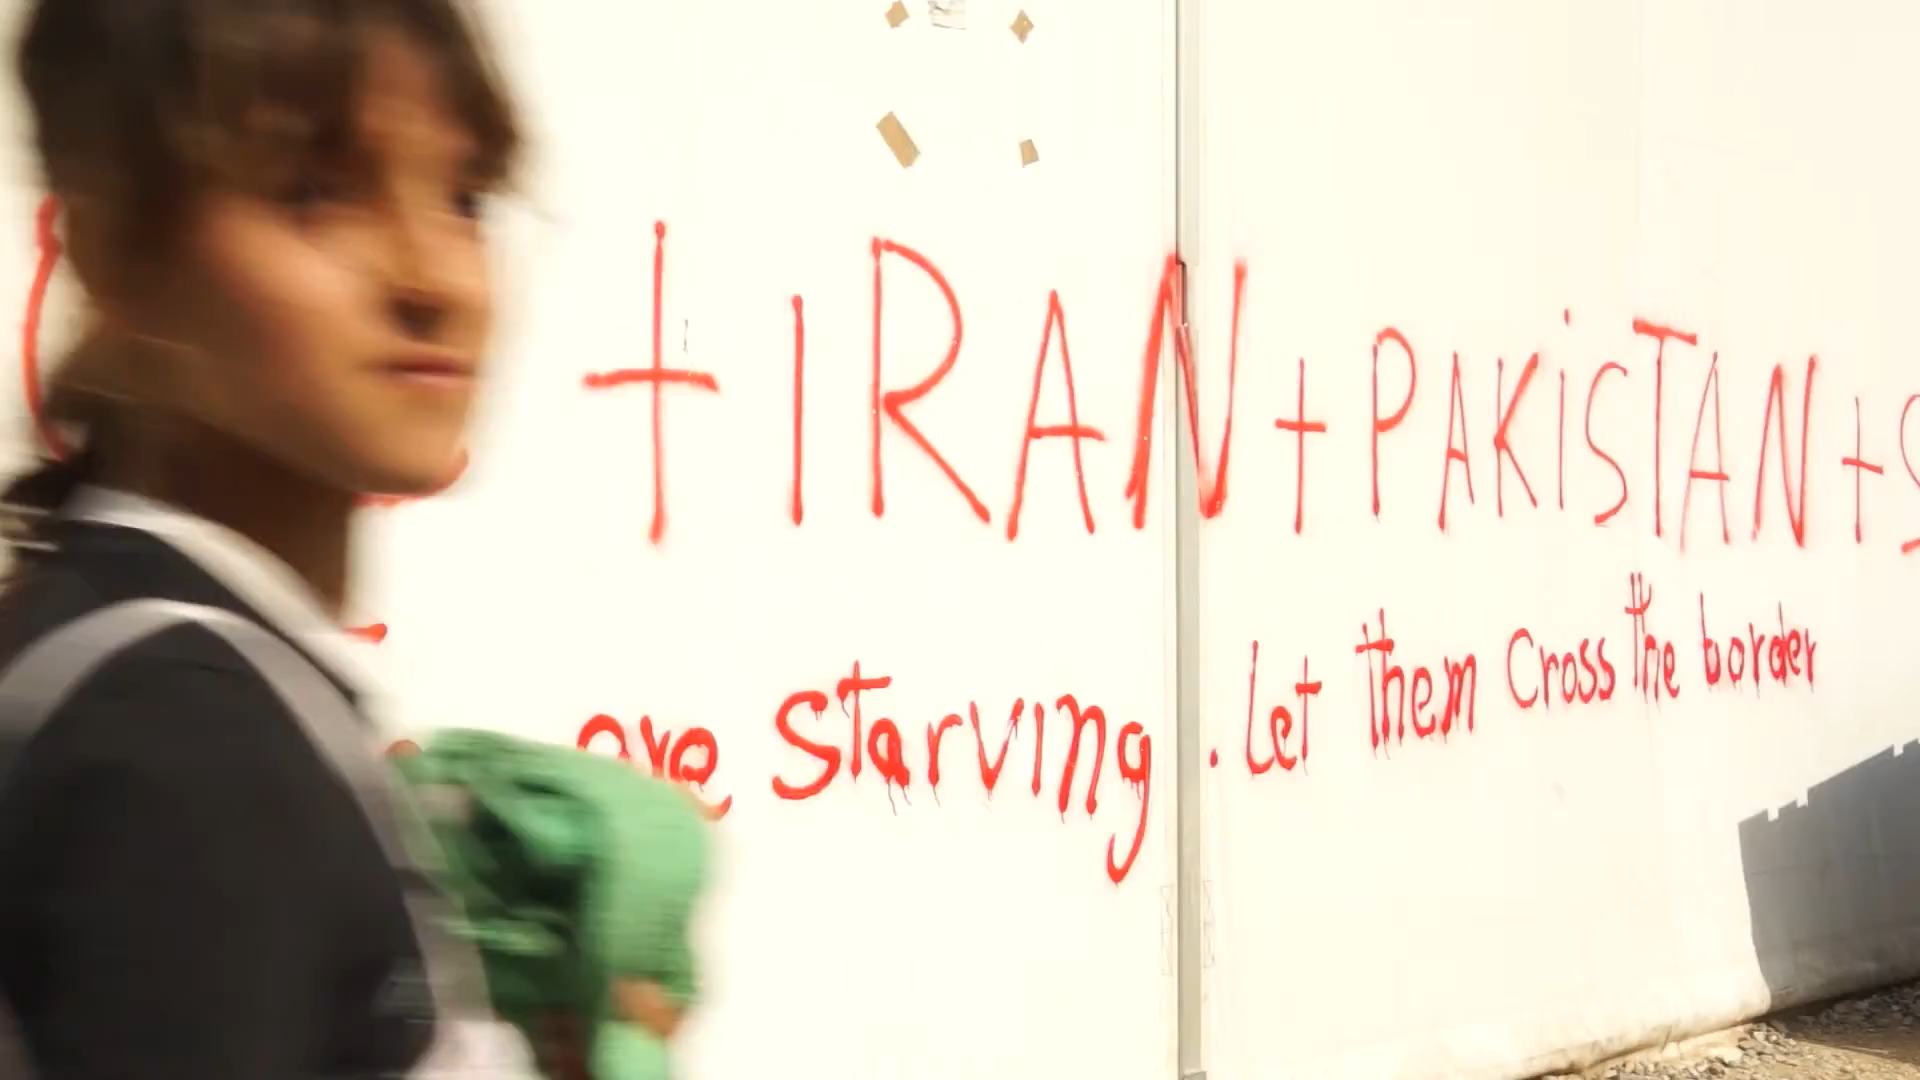 + IRAN + PAKiSTAN +
are starving . Let them Cross the border